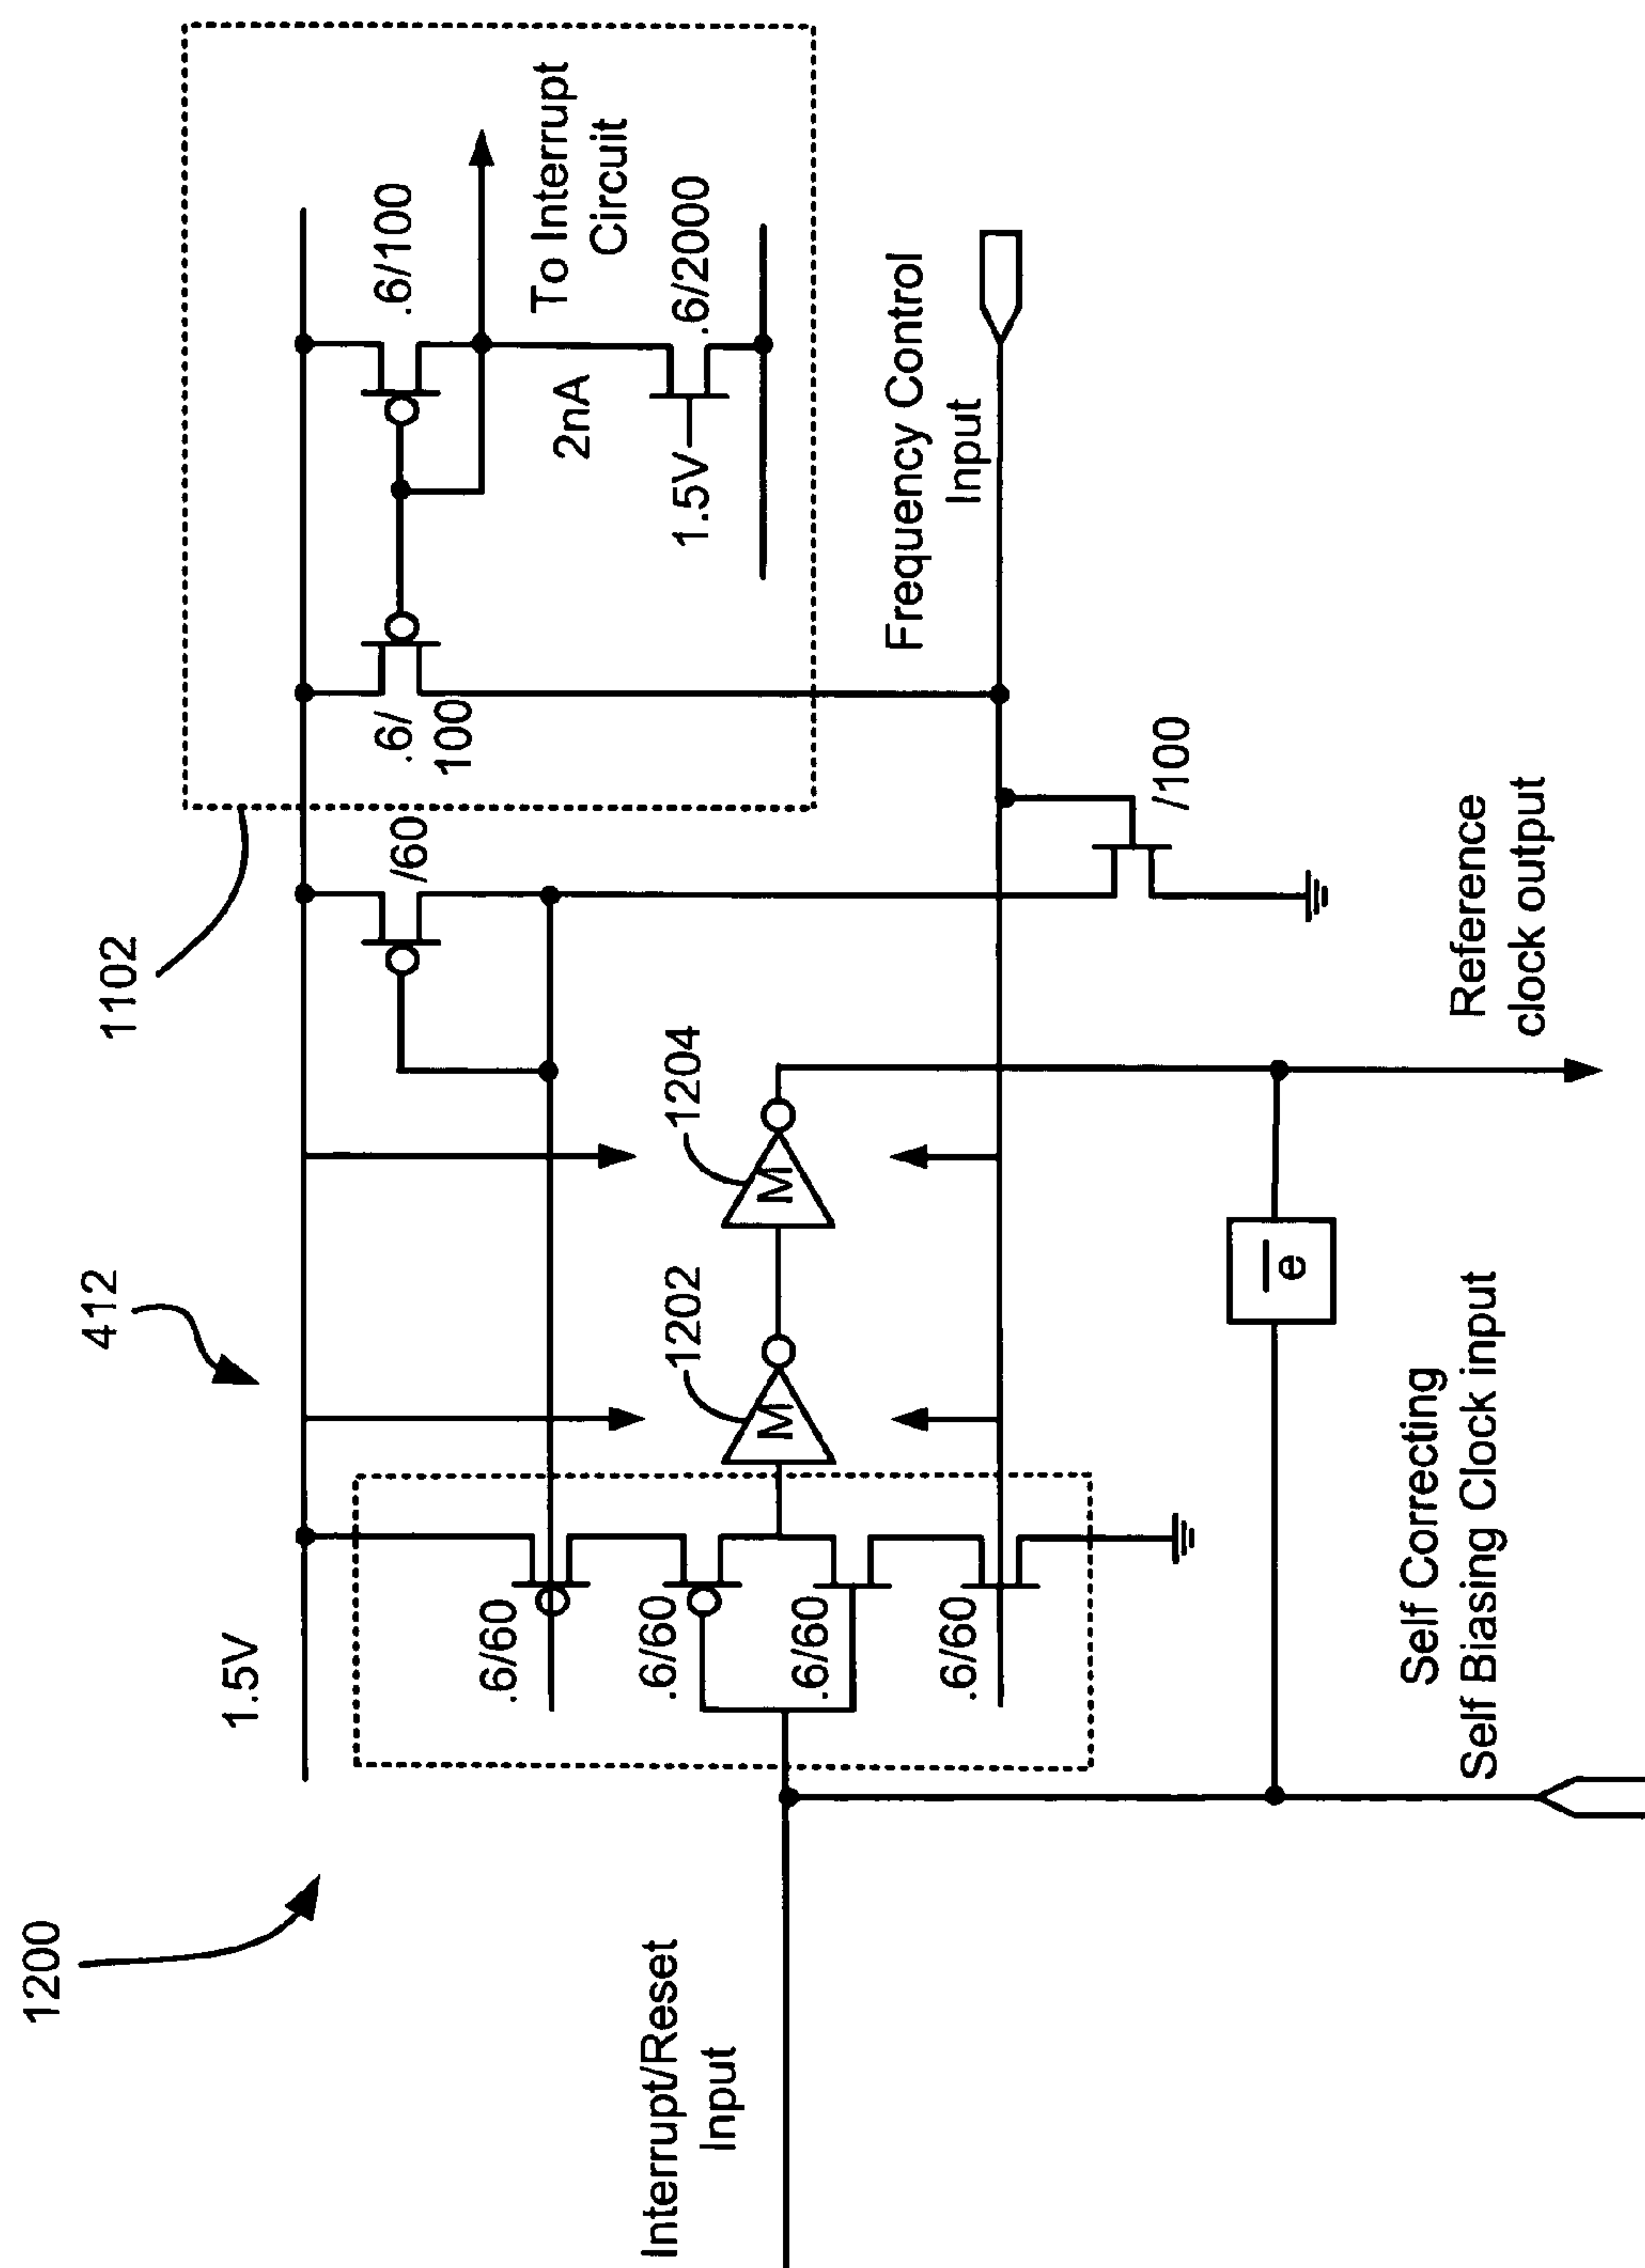 1200
412
1102
1.5V
.6/60
.6/60
.6/60
.6/60
M
1202
M
1204
/60
/100
.6/
100
.6/100
2nA
1.5V
.6/2000
To Interrupt
Circuit
Frequency Control
Input
Interrupt/Reset
Input
e
Self Correcting
Self Biasing Clock input
Reference
clock output